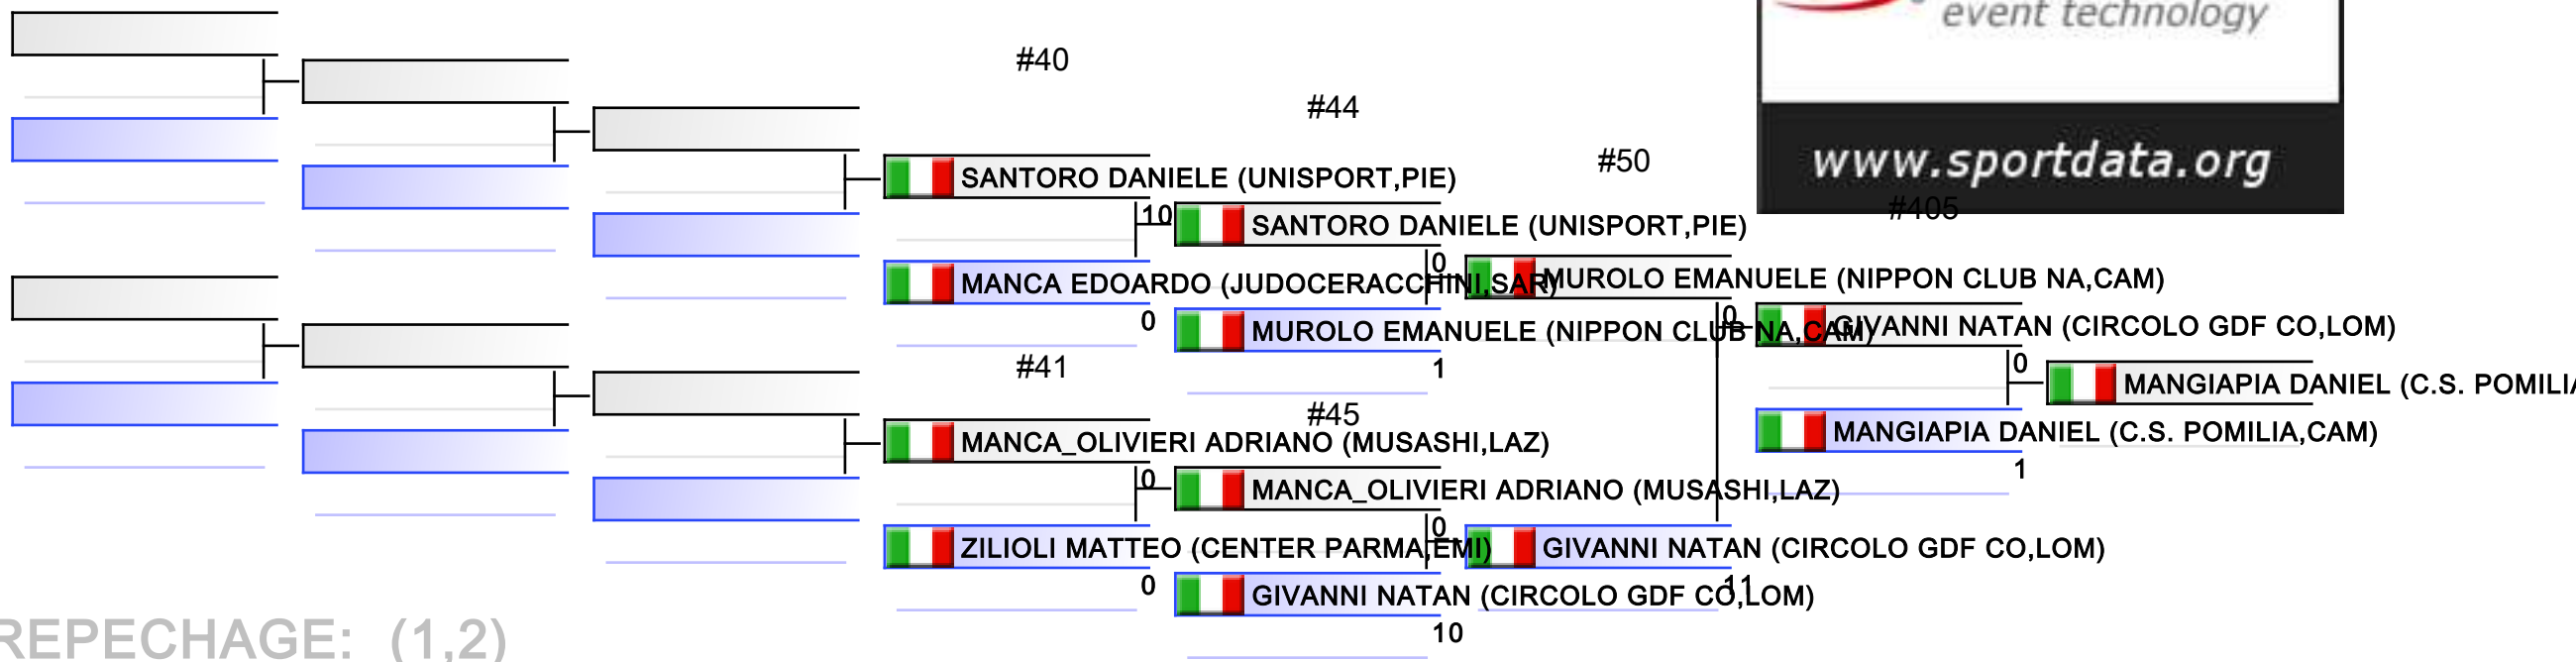 event technology
#40
#44
#50
www.sportdata.org
#405
SANTORO DANIELE (UNISPORT,PIE)
10
SANTORO DANIELE (UNISPORT,PIE)
MANCA EDOARDO (JUDOCERACCHINI,SAR)
0
0
MUROLO EMANUELE (NIPPON CLUB NA,CAM)
MUROLO EMANUELE (NIPPON CLUB NA,CAM)
1
0
GIVANNI NATAN (CIRCOLO GDF CO,LOM)
0
MANGIAPIA DANIEL (C.S. POMILIA
MANGIAPIA DANIEL (C.S. POMILIA,CAM)
1
#41
#45
MANCA_OLIVIERI ADRIANO (MUSASHI,LAZ)
0
MANCA_OLIVIERI ADRIANO (MUSASHI,LAZ)
ZILIOLI MATTEO (CENTER PARMA,EMI)
0
0
GIVANNI NATAN (CIRCOLO GDF CO,LOM)
11
GIVANNI NATAN (CIRCOLO GDF CO,LOM)
10
REPECHAGE: (1,2)